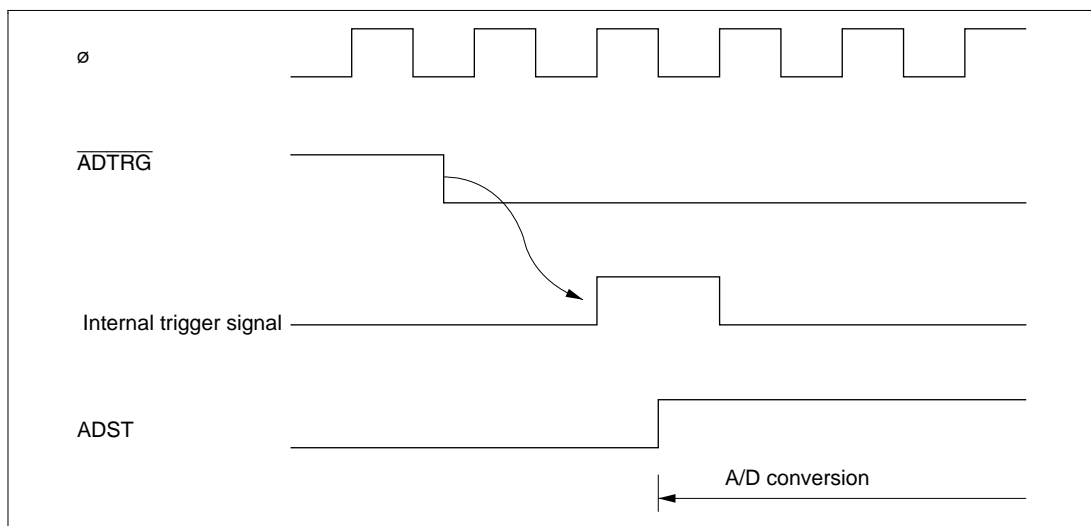 ø
ADTRG
Internal trigger signal
ADST
A/D conversion